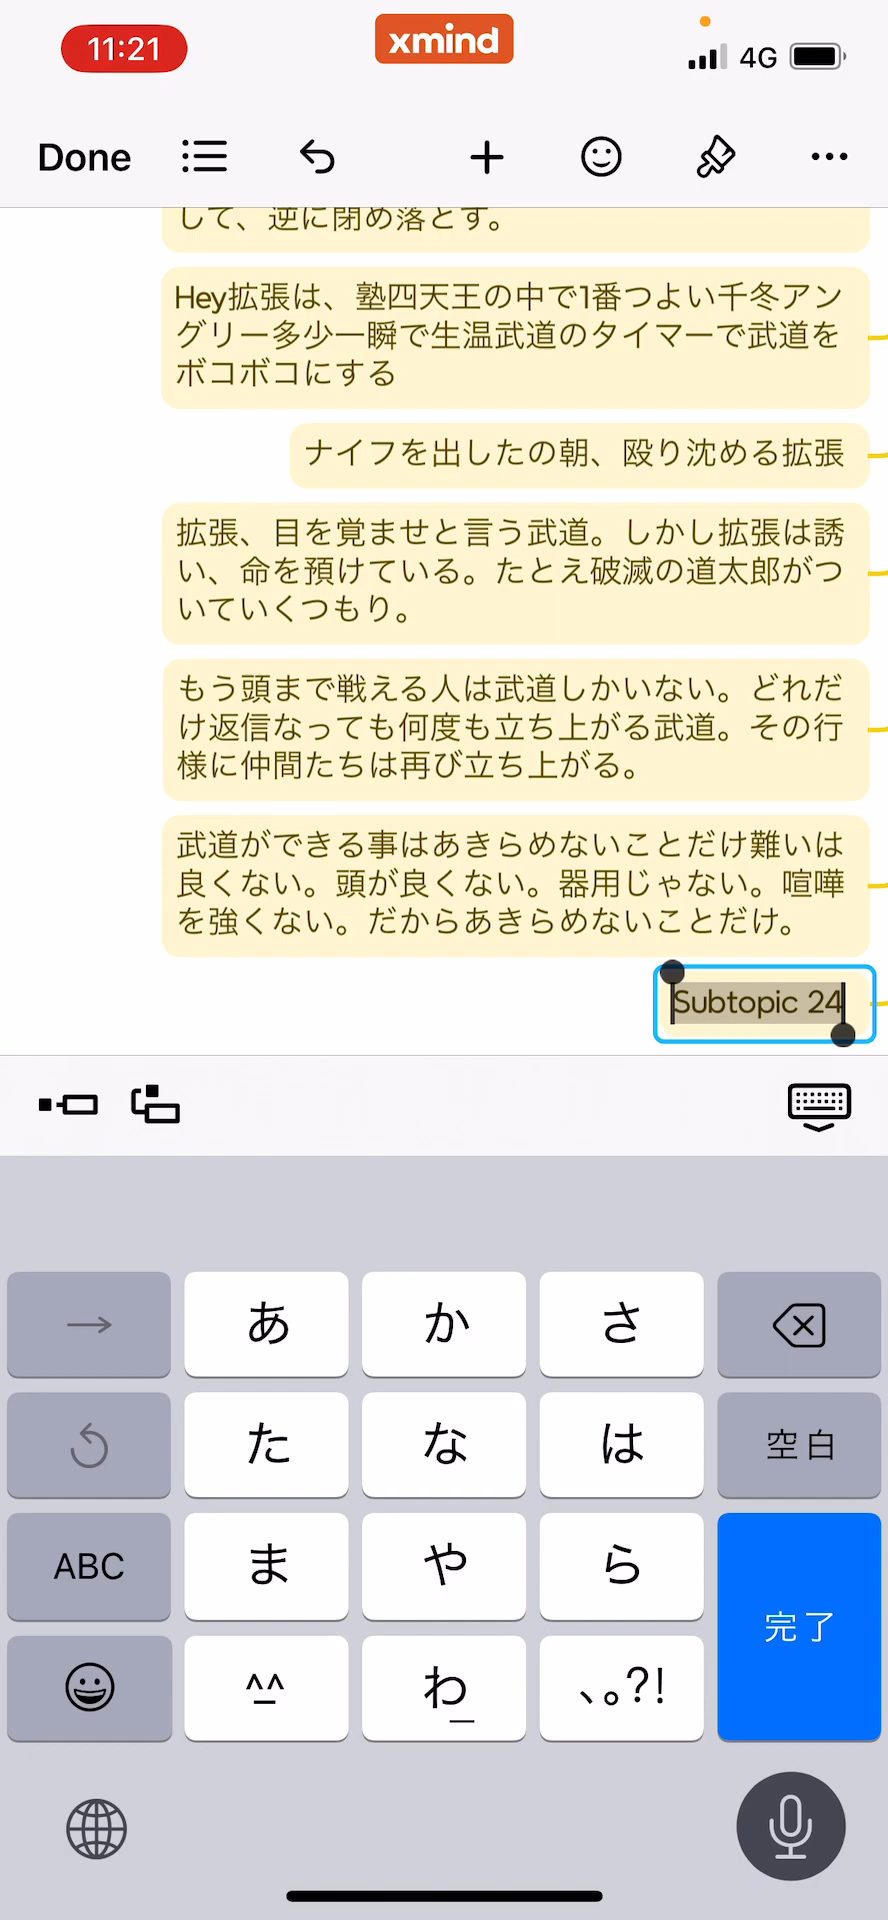 11:21
xmind
4G
Done
して、逆に閉め落とす。
Hey拡張は、塾四天王の中で1番つよい千冬アン
グリー多少一瞬で生温武道のタイマーで武道を
ボコボコにする
ナイフを出したの朝、殴り沈める拡張
拡張、目を覚ませと言う武道。しかし拡張は誘
い、命を預けている。たとえ破滅の道太郎がつ
いていくつもり。
もう頭まで戦える人は武道しかいない。どれだ
け返信なっても何度も立ち上がる武道。その行
様に仲間たちは再び立ち上がる。
武道ができる事はあきらめないことだけ難いは
良くない。頭が良くない。器用じゃない。喧嘩
を強くない。だからあきらめないことだけ。
Subtopic 24
→ あ か さ
た な は 空白
ABC ま や ら 完了
^^ わ 、。?!